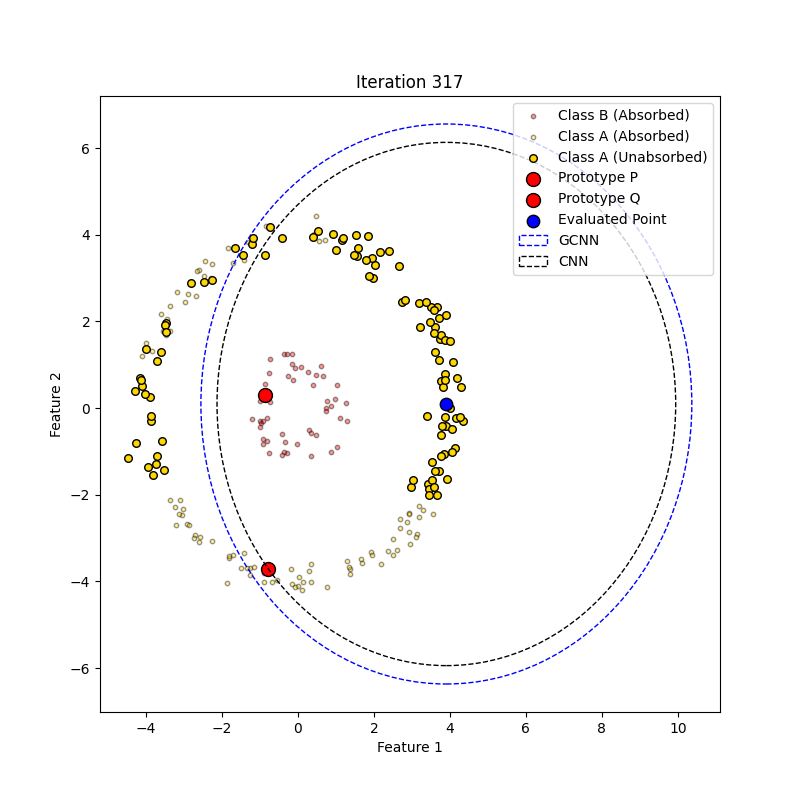 Iteration 317
Class B (Absorbed)
Class A (Absorbed)
Class A (Unabsorbed)
Prototype P
Prototype Q
Evaluated Point
GCNN
CNN
Feature 2
6
4
2
0
−2
−4
−6
−4
−2
0
2
4
6
8
10
Feature 1